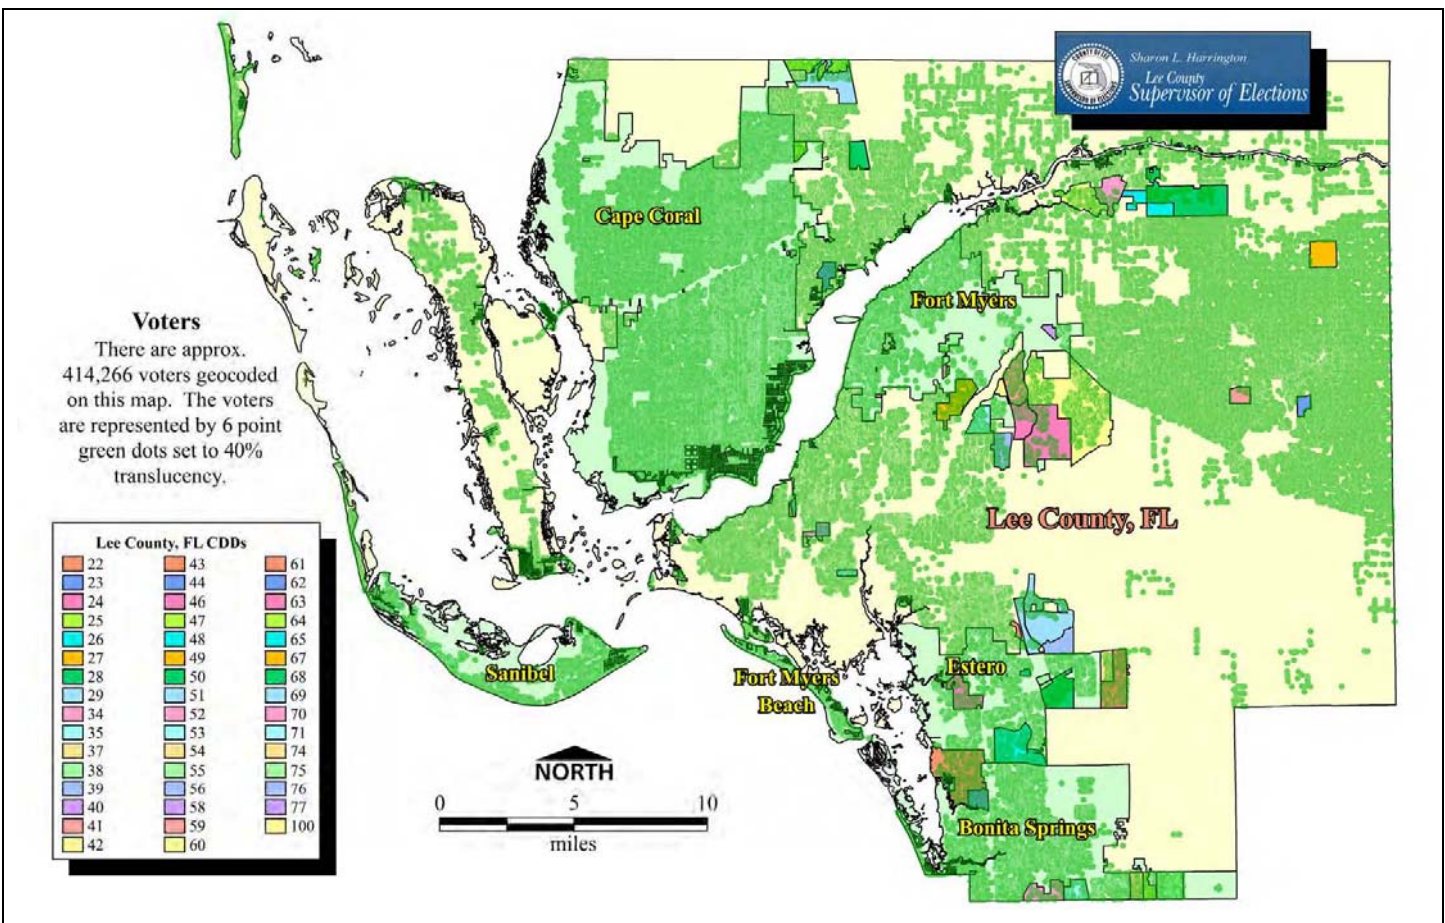 Sharon L. Harrington
Lee County
Supervisor of Elections
Cape Coral
Fort Myers
Voters
There are approx.
414,266 voters geocoded
on this map. The voters
are represented by 6 point
green dots set to 40%
translucency.
Lee County, FL
Lee County, FL CDDs
22 43 61
23 44 62
24 46 63
25 47 64
26 48 65
27 49 67
28 50 68
29 51 69
34 52 70
35 53 71
37 54 74
38 55 75
39 56 76
40 58 77
41 59 100
42 60
Sanibel
Fort Myers
Beach
Estero
Bonita Springs
NORTH
0 5 10
miles